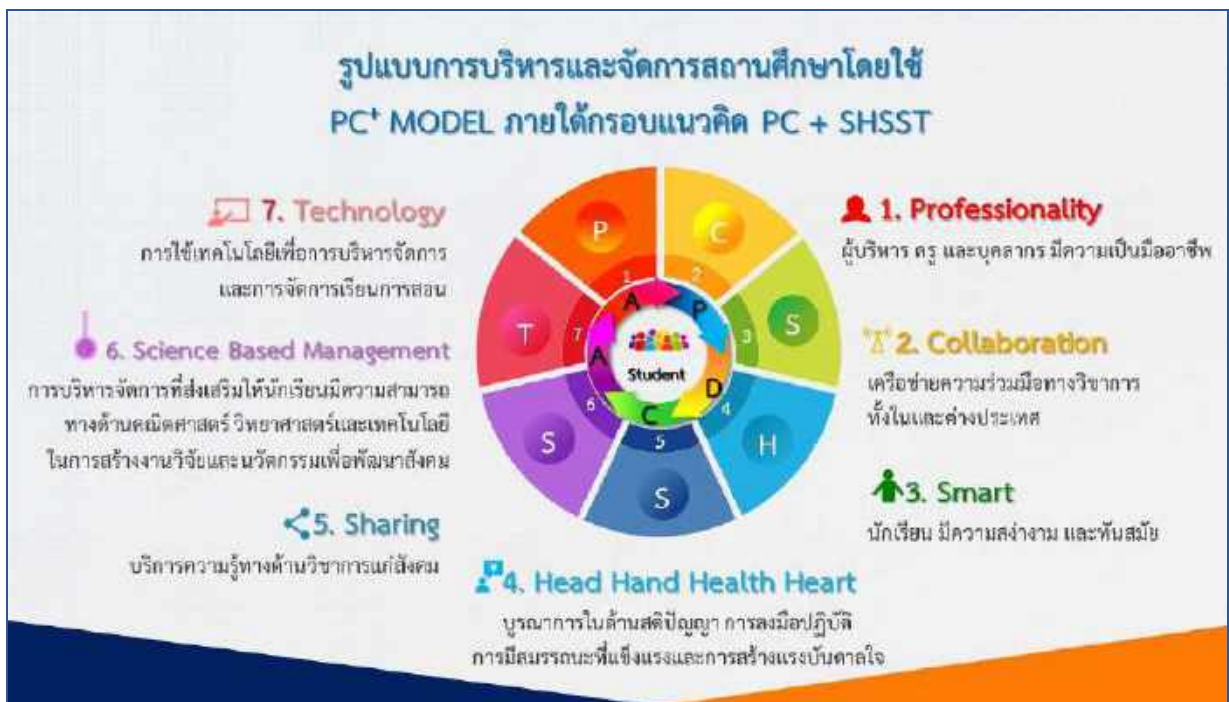 รูปแบบการบริหารและจัดการสถานศึกษาโดยใช้
PC⁺ MODEL ภายใต้กรอบแนวคิด PC + SHSST
1. Professionality
ผู้บริหาร ครู และบุคลากร มีความเป็นมืออาชีพ
2. Collaboration
เครือข่ายความร่วมมือทางวิชาการ
ทั้งในและต่างประเทศ
3. Smart
นักเรียน มีความสง่างาม และทันสมัย
4. Head Hand Health Heart
บูรณาการในด้านสติปัญญา การลงมือปฏิบัติ
การมีสมรรถนะที่แข็งแรงและการสร้างแรงบันดาลใจ
5. Sharing
บริการความรู้ทางด้านวิชาการแก่สังคม
6. Science Based Management
การบริหารจัดการที่ส่งเสริมให้นักเรียนมีความสามารถ
ทางด้านคณิตศาสตร์ วิทยาศาสตร์และเทคโนโลยี
ในการสร้างงานวิจัยและนวัตกรรมเพื่อพัฒนาสังคม
7. Technology
การใช้เทคโนโลยีเพื่อการบริหารจัดการ
และการจัดการเรียนการสอน
P
1
C
2
S
3
H
4
S
5
S
6
T
7
P
D
C
A
A
Student